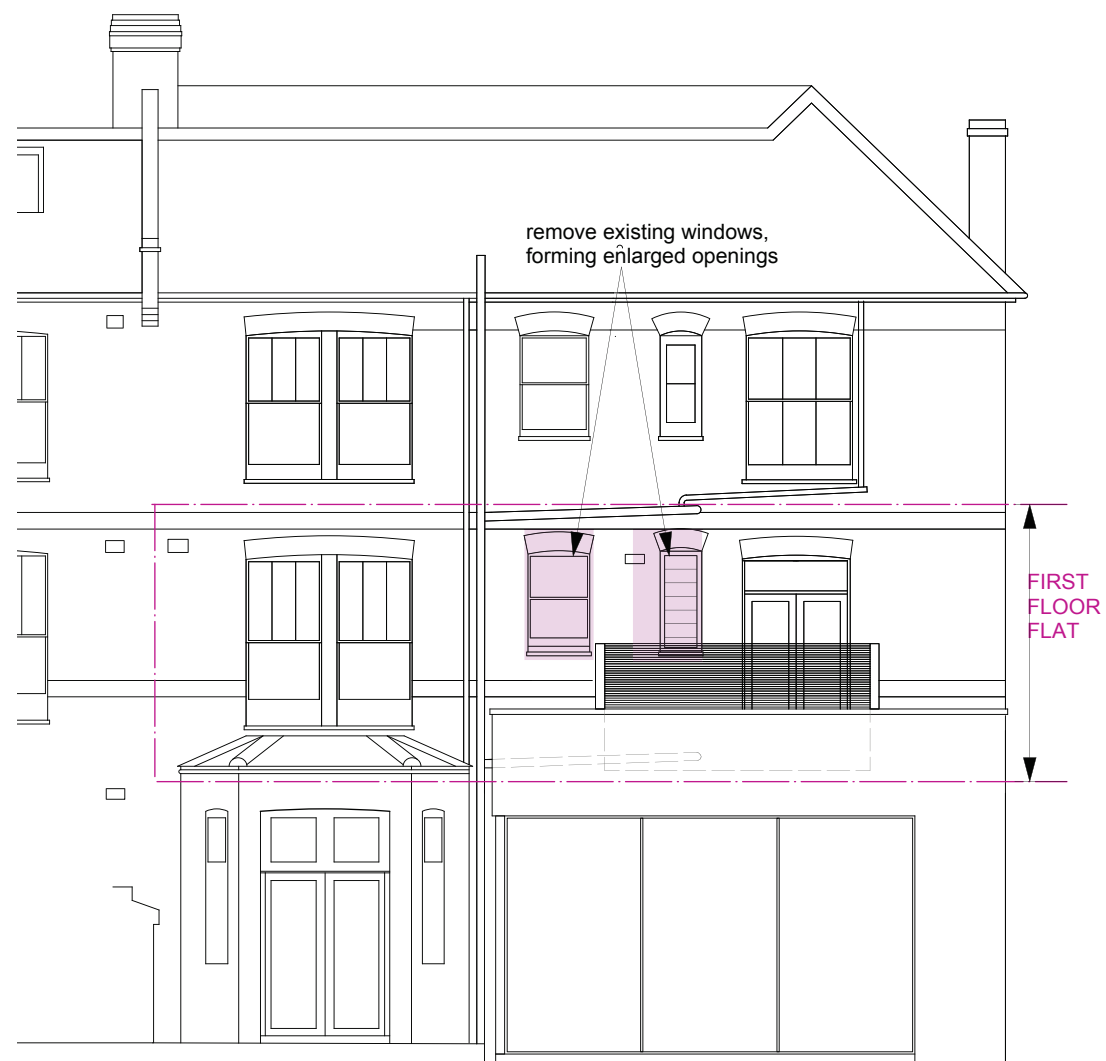 remove existing windows,
forming enlarged openings
FIRST
FLOOR
FLAT